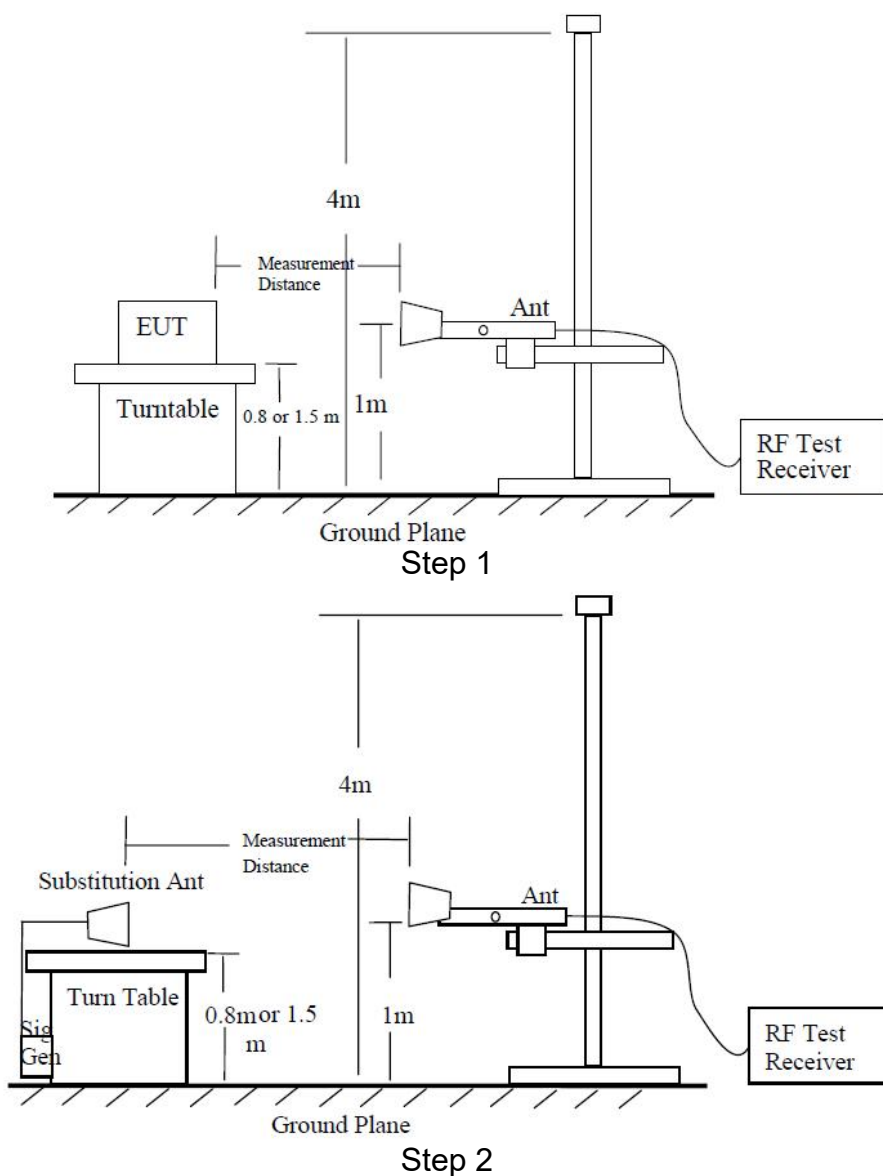 4m
Measurement
Distance
EUT
Ant
Turntable
0.8 or 1.5 m
1m
RF Test
Receiver
Ground Plane
Step 1
4m
Measurement
Distance
Substitution Ant
Ant
Turn Table
0.8m or 1.5
m
1m
Sig
Gen
RF Test
Receiver
Ground Plane
Step 2